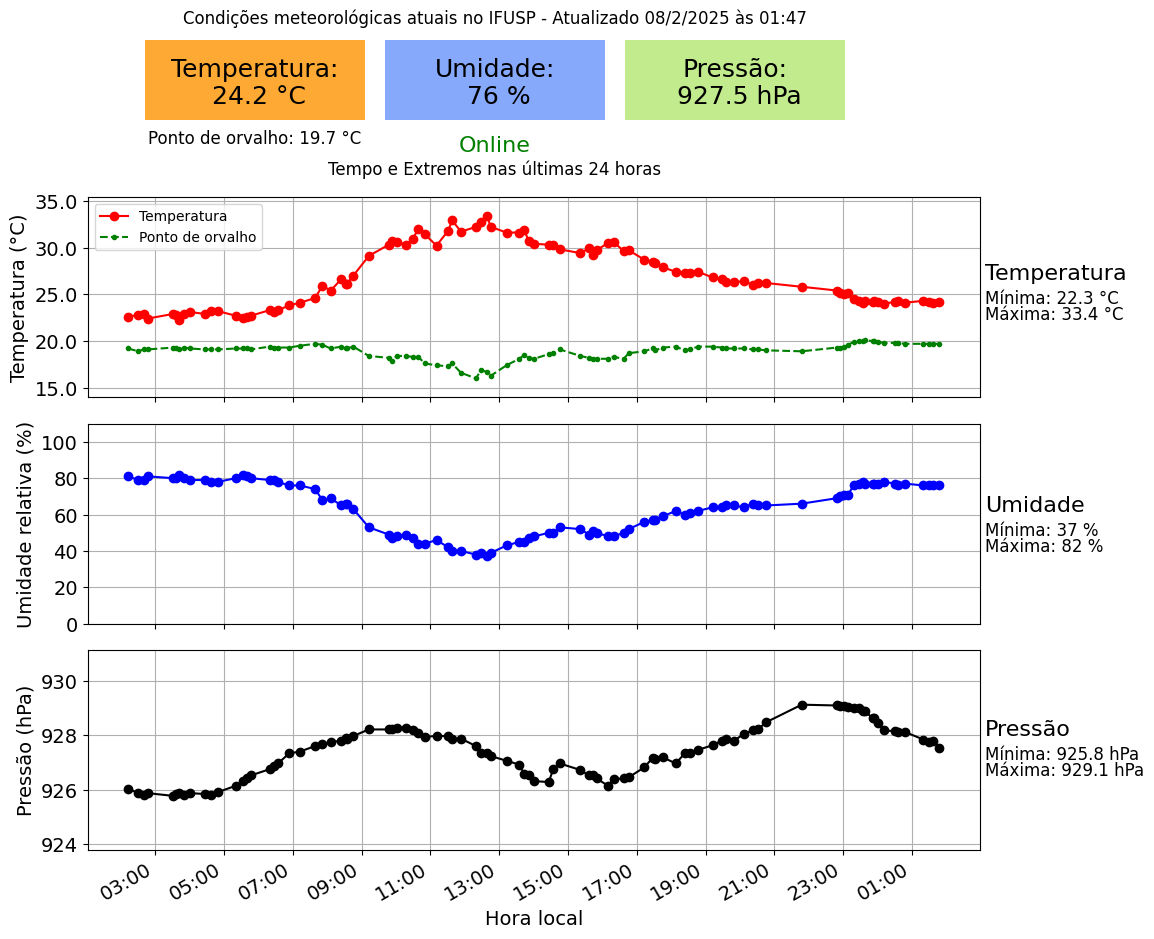 Condições meteorológicas atuais no IFUSP - Atualizado 08/2/2025 às 01:47
Temperatura:
24.2 °C
Umidade:
76 %
Pressão:
927.5 hPa
Ponto de orvalho: 19.7 °C
Online
Tempo e Extremos nas últimas 24 horas
Temperatura (°C)
35.0
30.0
25.0
20.0
15.0
Temperatura
Ponto de orvalho
Temperatura
Mínima: 22.3 °C
Máxima: 33.4 °C
Umidade relativa (%)
100
80
60
40
20
0
Umidade
Mínima: 37 %
Máxima: 82 %
Pressão (hPa)
930
928
926
924
Pressão
Mínima: 925.8 hPa
Máxima: 929.1 hPa
03:00
05:00
07:00
09:00
11:00
13:00
15:00
17:00
19:00
21:00
23:00
01:00
Hora local